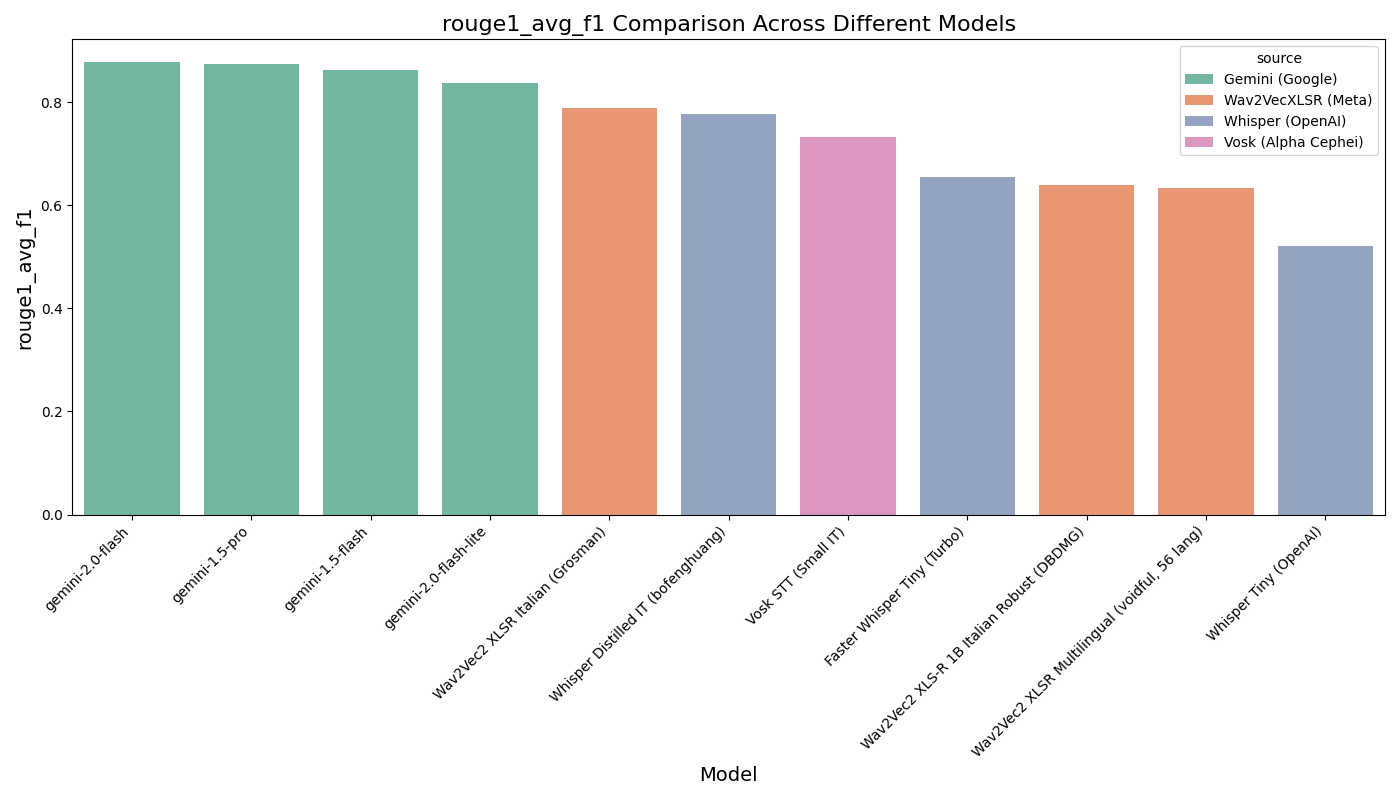 rouge1_avg_f1 Comparison Across Different Models
source
Gemini (Google)
Wav2VecXLSR (Meta)
Whisper (OpenAI)
Vosk (Alpha Cephei)
rouge1_avg_f1
0.8
0.6
0.4
0.2
0.0
gemini-2.0-flash
gemini-1.5-pro
gemini-1.5-flash
gemini-2.0-flash-lite
Wav2Vec2 XLSR Italian (Grosman)
Whisper Distilled IT (bofenghuang)
Vosk STT (Small IT)
Faster Whisper Tiny (Turbo)
Wav2Vec2 XLS-R 1B Italian Robust (DBDMG)
Wav2Vec2 XLSR Multilingual (voidful, 56 lang)
Whisper Tiny (OpenAI)
Model